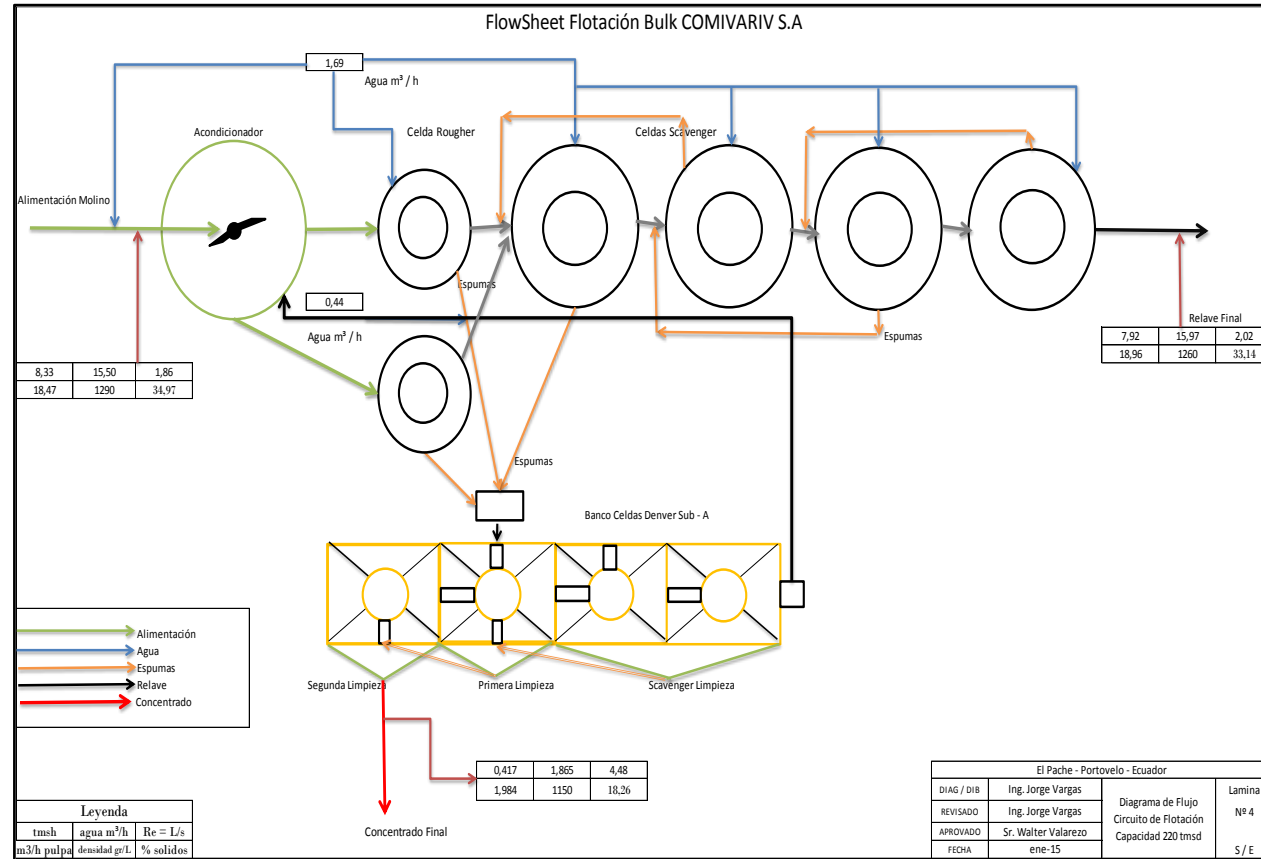 FlowSheet Flotación Bulk COMIVARIV S.A
1,69
Agua m³ / h
Acondicionador
Celda Rougher
Celdas Scavenger
Alimentación Molino
Espumas
0,44
Agua m³ / h
Espumas
Relave Final
7,92 15,97 2,02
18,96 1260 33,14
8,33 15,50 1,86
18,47 1290 34,97
Espumas
Banco Celdas Denver Sub - A
Alimentación
Agua
Espumas
Relave
Concentrado
Segunda Limpieza
Primera Limpieza
Scavenger Limpieza
0,417 1,865 4,48
1,984 1150 18,26
Concentrado Final
Leyenda
tmsh agua m³/h Re = L/s
m3/h pulpa densidad gr/L % solidos
El Pache - Portovelo - Ecuador
DIAG / DIB Ing. Jorge Vargas
REVISADO Ing. Jorge Vargas
APROVADO Sr. Walter Valarezo
FECHA ene-15
Diagrama de Flujo
Circuito de Flotación
Capacidad 220 tmsd
Lamina
Nº 4
S / E